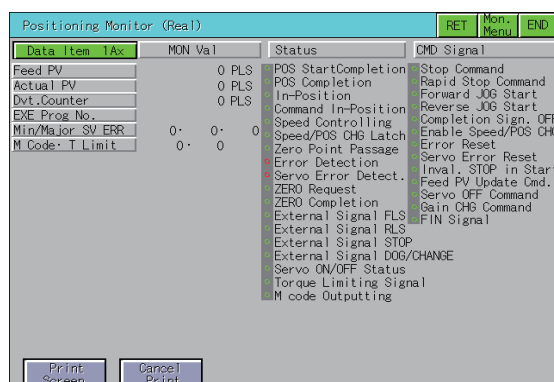 Positioning Monitor (Real)
RET
Mon. Menu
END
Data Item 1Ax
MON Val
Status
CMD Signal
Feed PV 0 PLS
Actual PV 0 PLS
Dvt.Counter 0 PLS
EXE Prog No.
Min/Major SV ERR 0· 0· 0
M Code· T Limit 0· 0
POS StartCompletion
POS Completion
In-Position
Command In-Position
Speed Controlling
Speed/POS CHG Latch
Zero Point Passage
Error Detection
Servo Error Detect.
ZERO Request
ZERO Completion
External Signal FLS
External Signal RLS
External Signal STOP
External Signal DOG/CHANGE
Servo ON/OFF Status
Torque Limiting Signal
M code Outputting
Stop Command
Rapid Stop Command
Forward JOG Start
Reverse JOG Start
Completion Sign. OFF
Enable Speed/POS CHG
Error Reset
Servo Error Reset
Inval. STOP in Start
Feed PV Update Cmd.
Servo OFF Command
Gain CHG Command
FIN Signal
Print
Screen
Cancel
Print